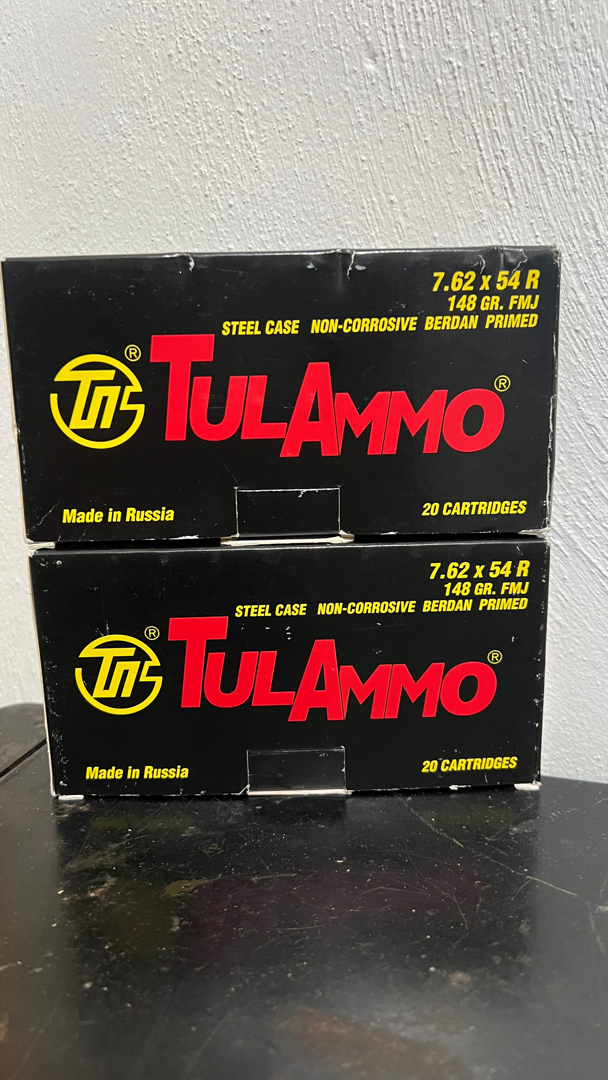 7.62 x 54 R
148 GR. FMJ
STEEL CASE NON-CORROSIVE BERDAN PRIMED
®
TULAMMO®
Made in Russia
20 CARTRIDGES
7.62 x 54 R
148 GR. FMJ
STEEL CASE NON-CORROSIVE BERDAN PRIMED
®
TULAMMO®
Made in Russia
20 CARTRIDGES